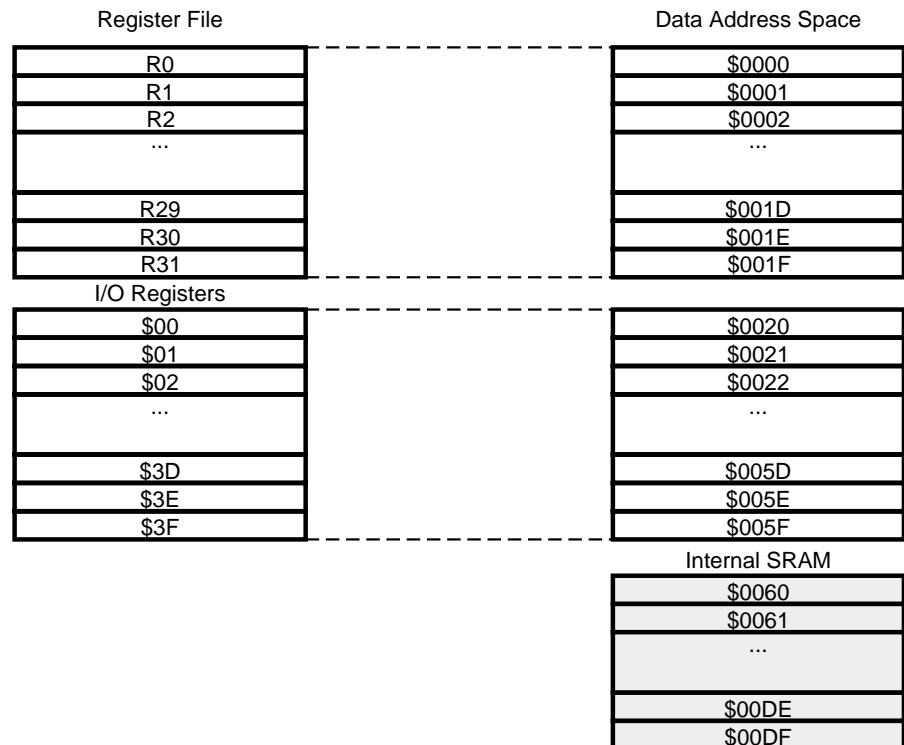 Register File Data Address Space
R0 $0000
R1 $0001
R2 $0002
... ...
R29 $001D
R30 $001E
R31 $001F
I/O Registers
$00 $0020
$01 $0021
$02 $0022
... ...
$3D $005D
$3E $005E
$3F $005F
Internal SRAM
$0060
$0061
...
$00DE
$00DF